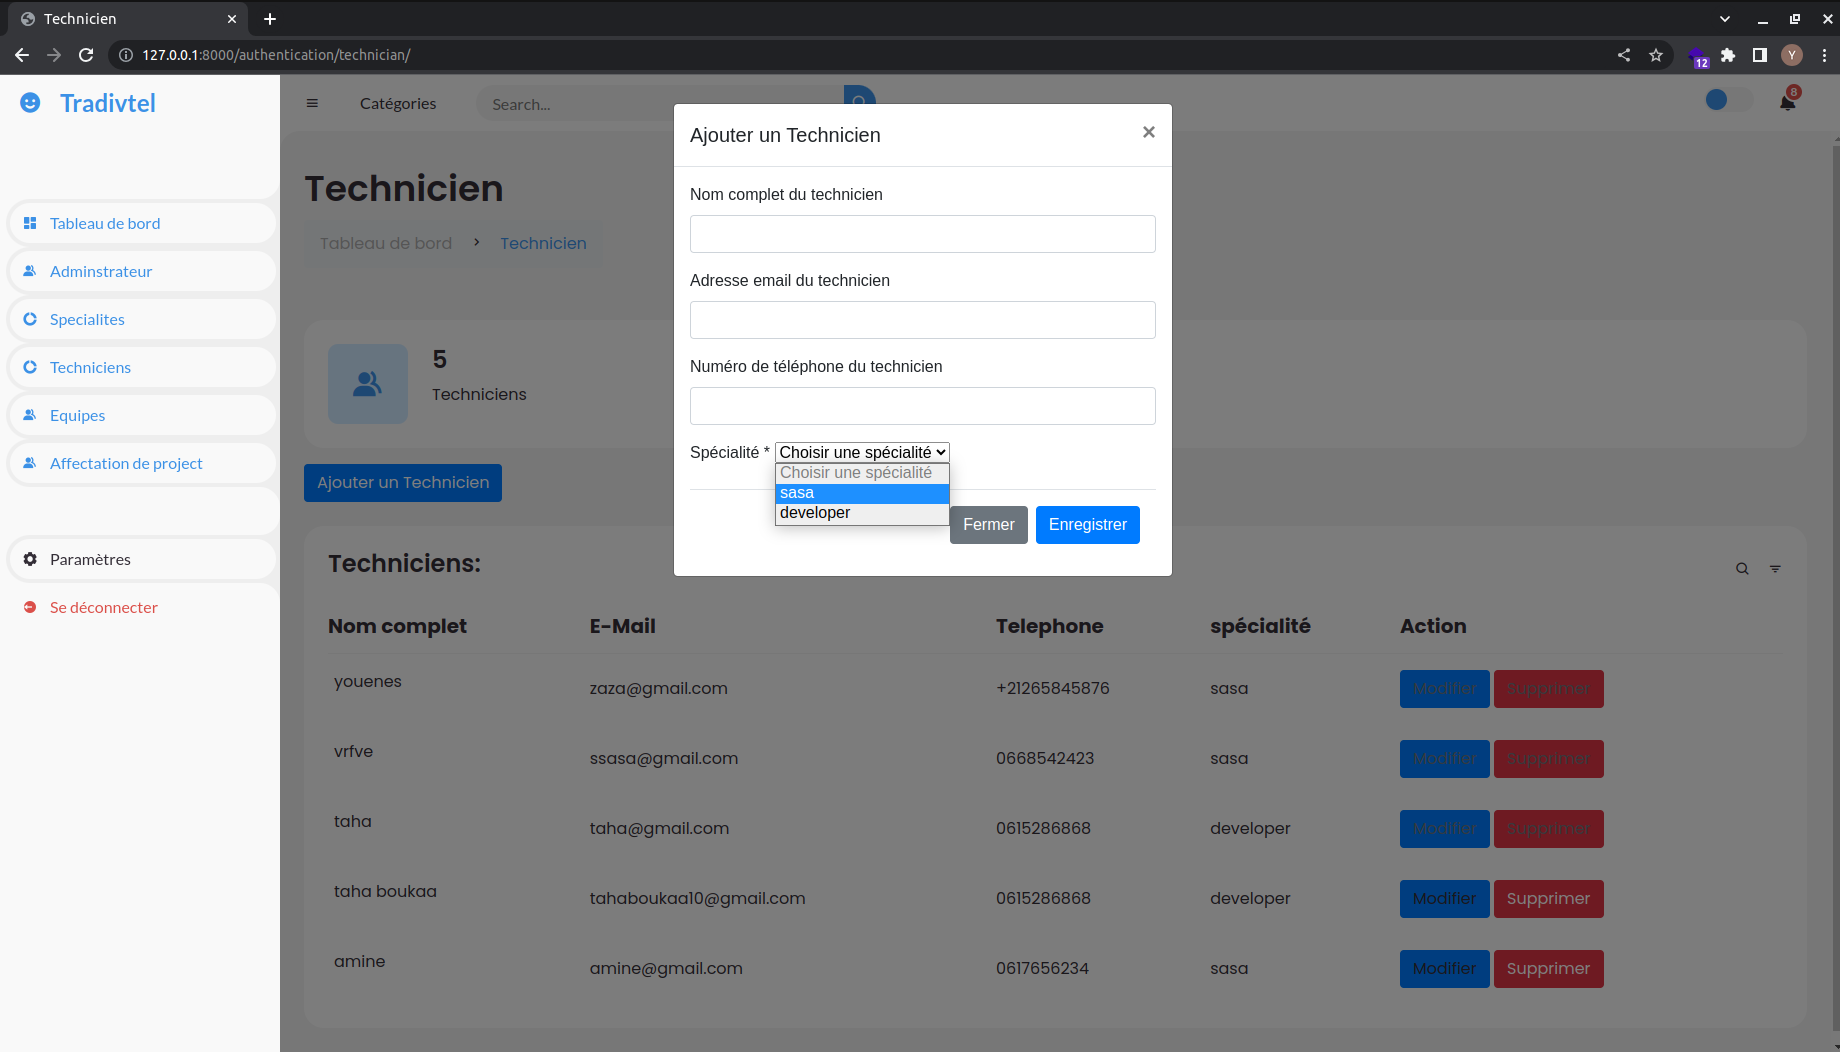 Technicien
127.0.0.1:8000/authentication/technician/
12
Y
Tradivtel
Catégories
Search...
8
Tableau de bord
Adminstrateur
Specialites
Techniciens
Equipes
Affectation de project
Paramètres
Se déconnecter
Technicien
Tableau de bord > Technicien
5
Techniciens
Ajouter un Technicien
Ajouter un Technicien ×
Nom complet du technicien
Adresse email du technicien
Numéro de téléphone du technicien
Spécialité * Choisir une spécialité
Choisir une spécialité
sasa
developer
Fermer Enregistrer
Techniciens:
Nom complet E-Mail Telephone spécialité Action
youenes zaza@gmail.com +21265845876 sasa Modifier Supprimer
vrfve ssasa@gmail.com 0668542423 sasa Modifier Supprimer
taha taha@gmail.com 0615286868 developer Modifier Supprimer
taha boukaa tahaboukaa10@gmail.com 0615286868 developer Modifier Supprimer
amine amine@gmail.com 0617656234 sasa Modifier Supprimer